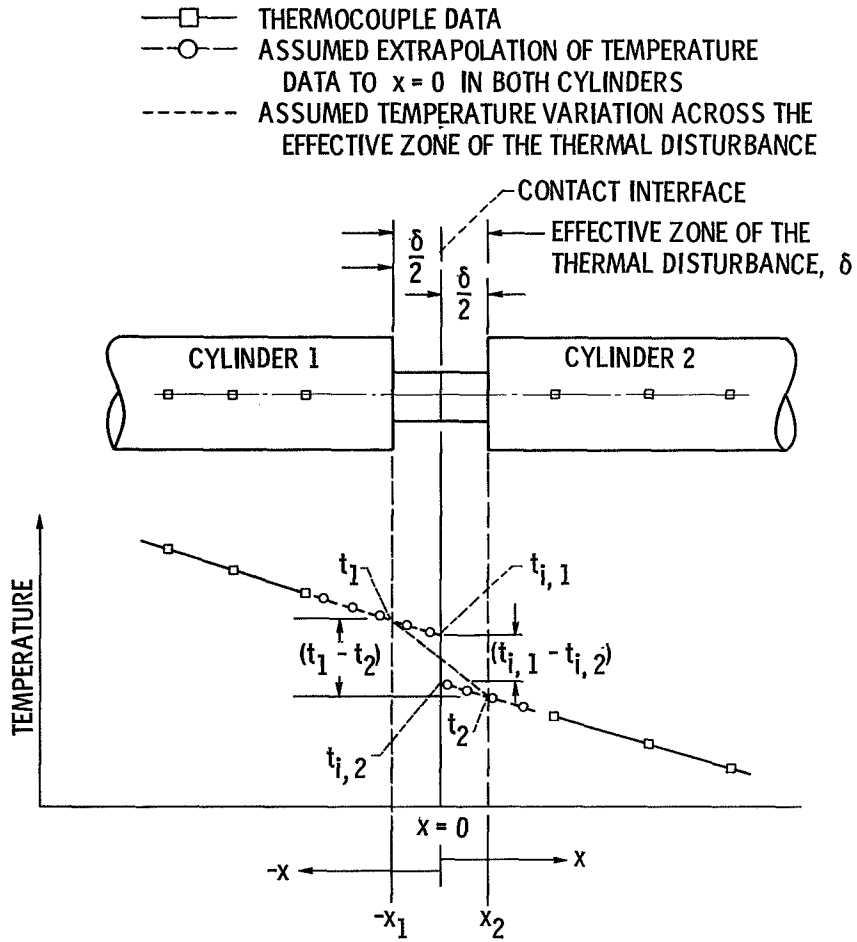 THERMOCOUPLE DATA
ASSUMED EXTRAPOLATION OF TEMPERATURE
DATA TO x = 0 IN BOTH CYLINDERS
ASSUMED TEMPERATURE VARIATION ACROSS THE
EFFECTIVE ZONE OF THE THERMAL DISTURBANCE
CONTACT INTERFACE
EFFECTIVE ZONE OF THE
THERMAL DISTURBANCE, δ
δ/2
δ/2
CYLINDER 1
CYLINDER 2
TEMPERATURE
t1
ti, 1
(t1 - t2)
(ti, 1 - ti, 2)
ti, 2
t2
x = 0
-x
x
-x1
x2